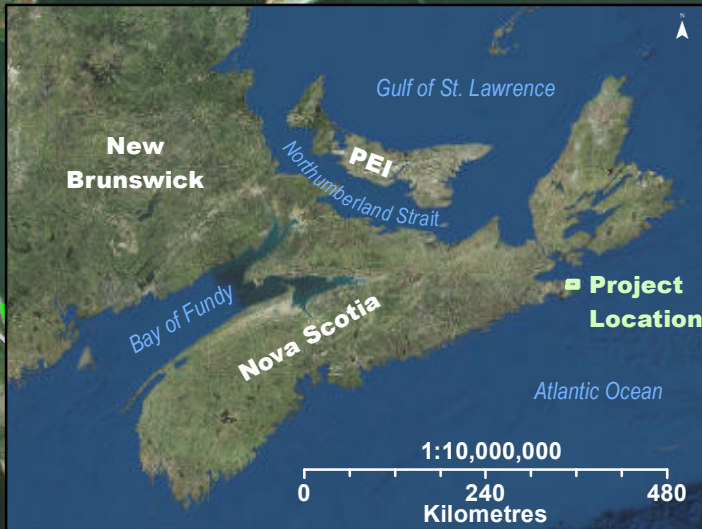 N
Gulf of St. Lawrence
New
Brunswick
PEI
Northumberland Strait
Project
Location
Bay of Fundy
Nova Scotia
Atlantic Ocean
1:10,000,000
0 240 480
Kilometres